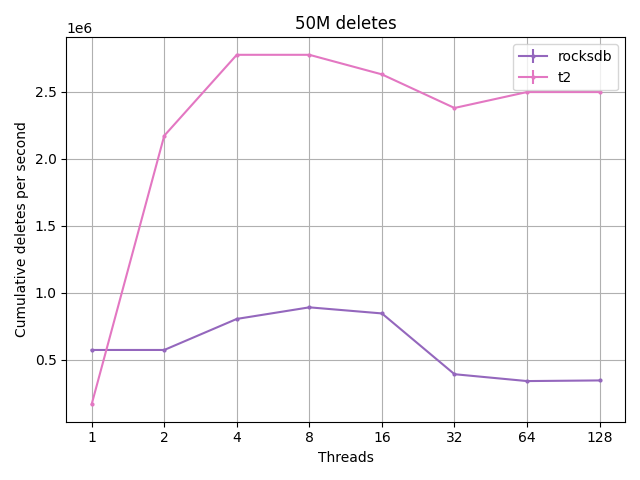 50M deletes
1e6
rocksdb
t2
Cumulative deletes per second
2.5
2.0
1.5
1.0
0.5
1 2 4 8 16 32 64 128
Threads